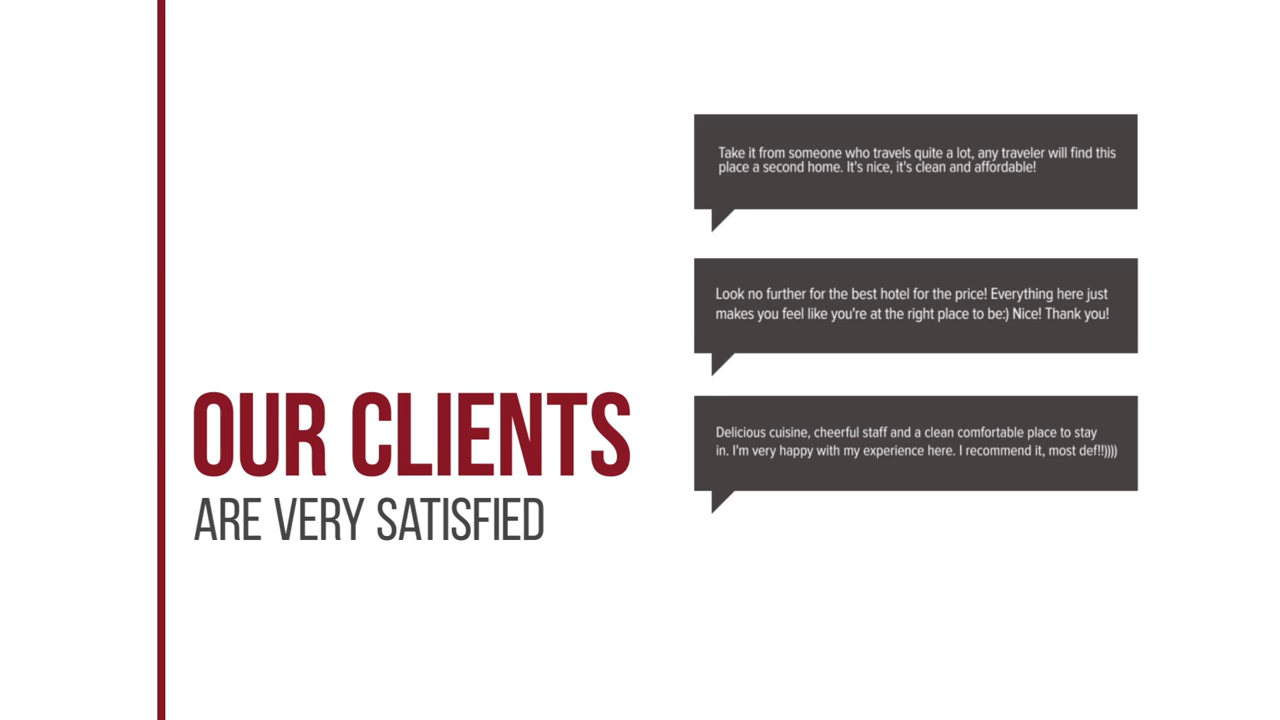 OUR CLIENTS
ARE VERY SATISFIED
Take it from someone who travels quite a lot, any traveler will find this
place a second home. It's nice, it's clean and affordable!
Look no further for the best hotel for the price! Everything here just
makes you feel like you're at the right place to be:) Nice! Thank you!
Delicious cuisine, cheerful staff and a clean comfortable place to stay
in. I'm very happy with my experience here. I recommend it, most def!!))))